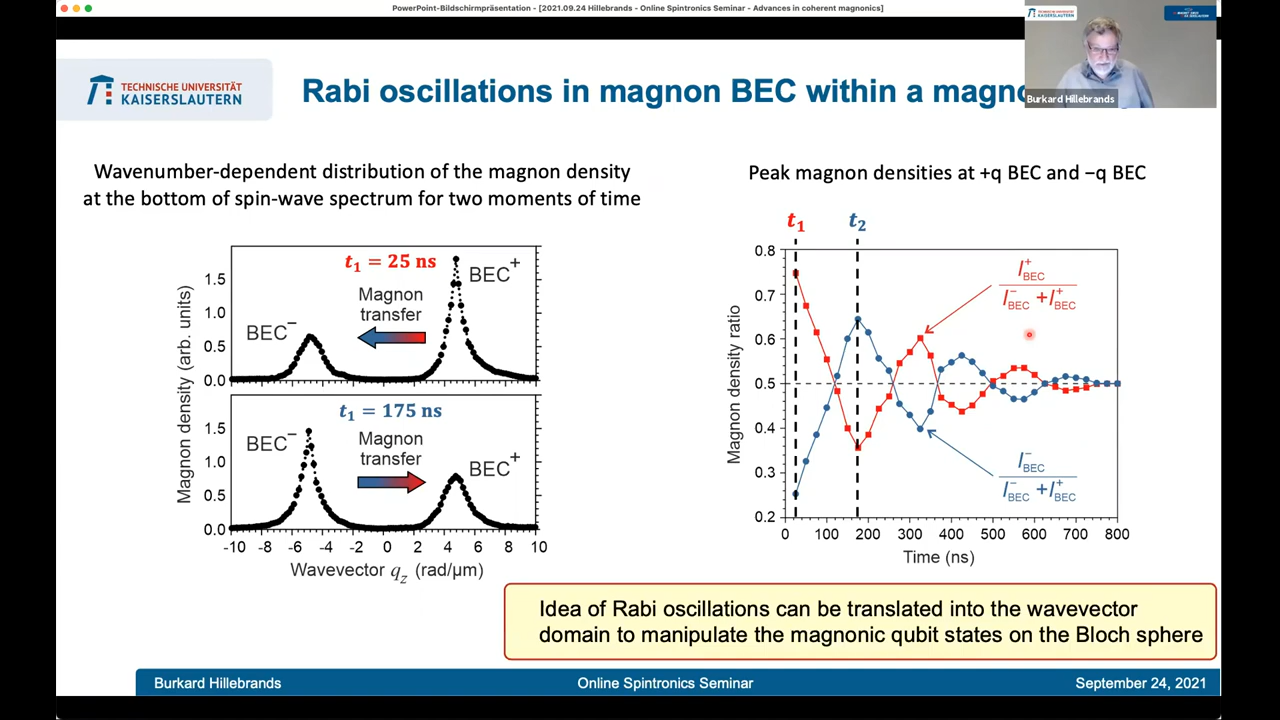 PowerPoint-Bildschirmpräsentation - [2021.09.24 Hillebrands - Online Spintronics Seminar - Advances in coherent magnonics]
TECHNISCHE UNIVERSITÄT
KAISERSLAUTERN
Rabi oscillations in magnon BEC within a magno
Burkard Hillebrands
Wavenumber-dependent distribution of the magnon density
at the bottom of spin-wave spectrum for two moments of time
Magnon density (arb. units)
1.5
1.0
0.5
0.0
t₁ = 25 ns
BEC⁻
Magnon
transfer
BEC⁺
1.5
1.0
0.5
0.0
t₁ = 175 ns
BEC⁻
Magnon
transfer
BEC⁺
-10 -8 -6 -4 -2 0 2 4 6 8 10
Wavevector q_z (rad/µm)
Peak magnon densities at +q BEC and −q BEC
t₁ t₂
Magnon density ratio
0.8
0.7
0.6
0.5
0.4
0.3
0.2
I⁺BEC
I⁻BEC + I⁺BEC
I⁻BEC
I⁻BEC + I⁺BEC
0 100 200 300 400 500 600 700 800
Time (ns)
Idea of Rabi oscillations can be translated into the wavevector
domain to manipulate the magnonic qubit states on the Bloch sphere
Burkard Hillebrands Online Spintronics Seminar September 24, 2021